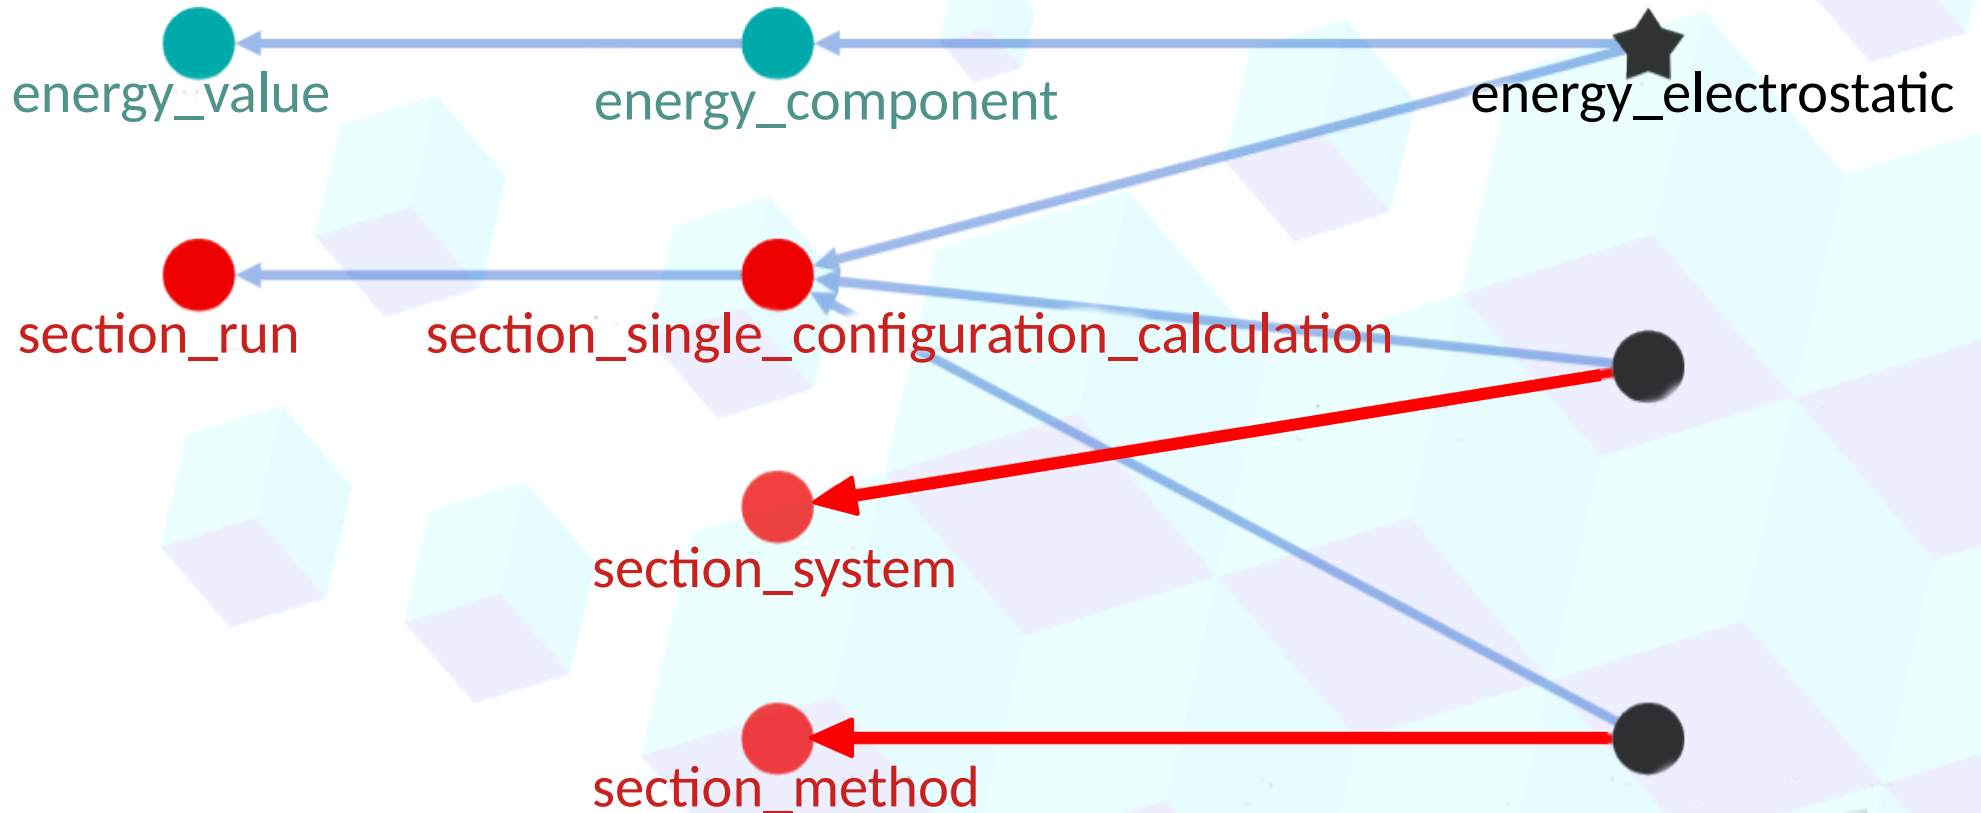 energy_value
energy_component
energy_electrostatic
section_run
section_single_configuration_calculation
section_system
section_method